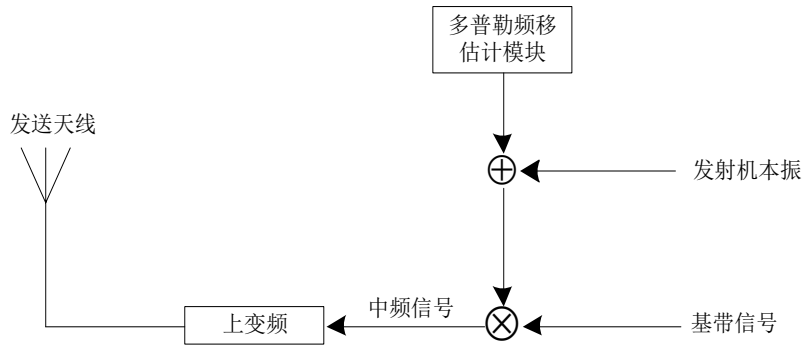 多普勒频移
估计模块
发送天线
发射机本振
中频信号
上变频
基带信号